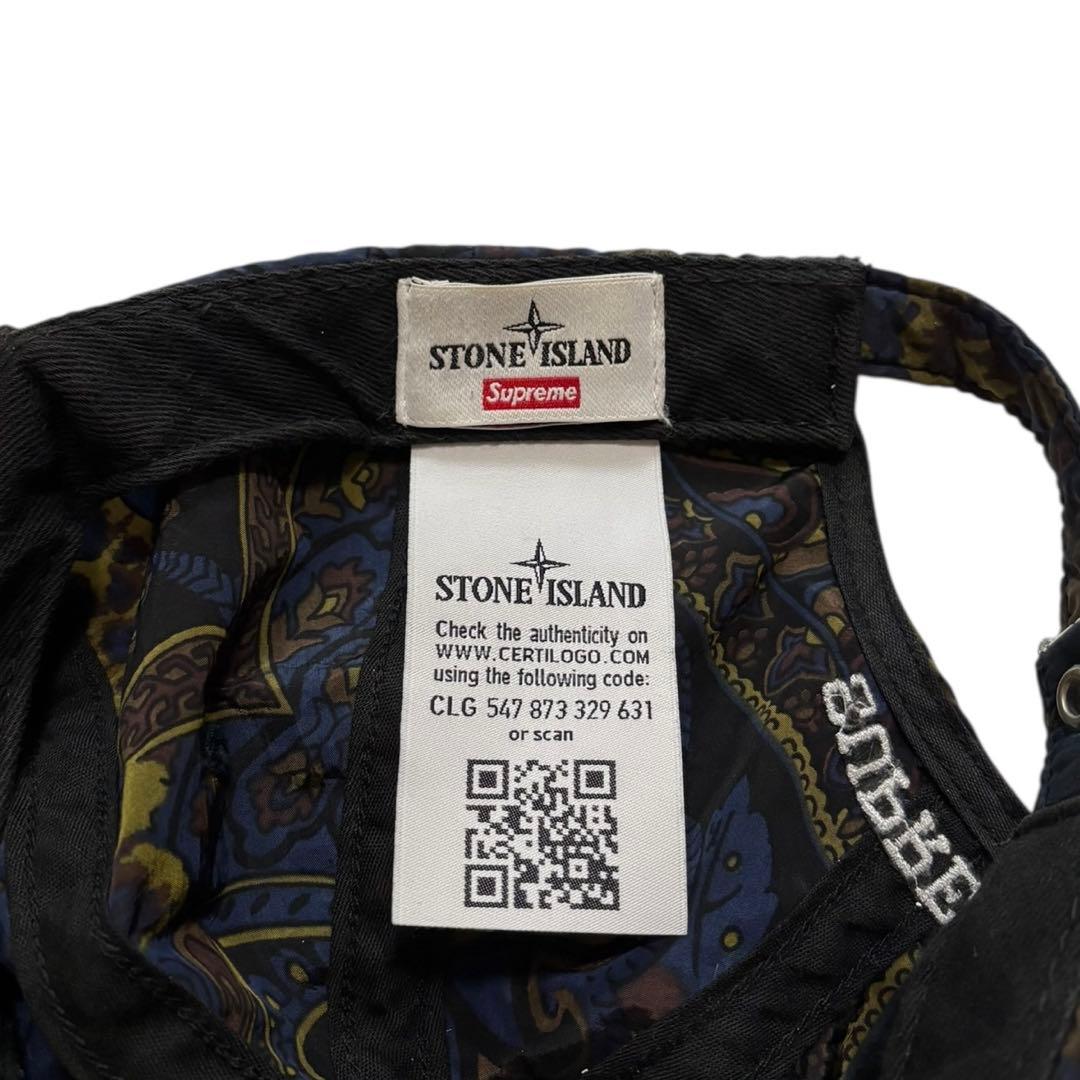 STONE ISLAND
Supreme
STONE ISLAND
Check the authenticity on
WWW.CERTILOGO.COM
using the following code:
CLG 547 873 329 631
or scan